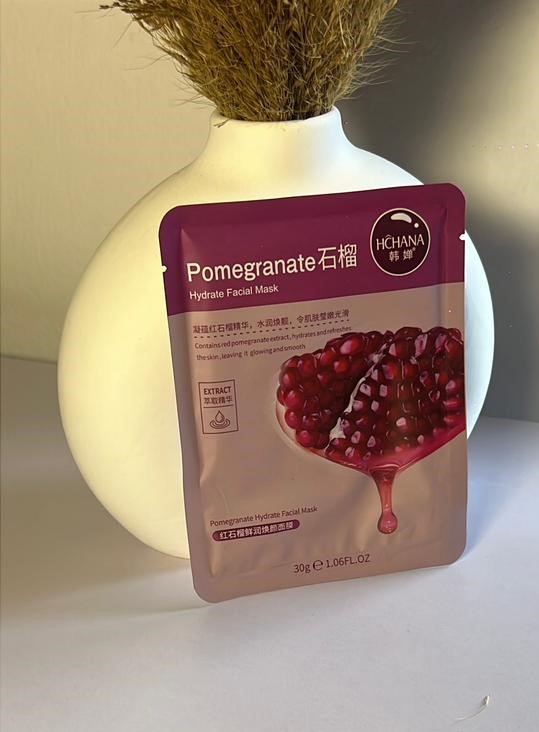 HCHANA
韩婵®
Pomegranate石榴
Hydrate Facial Mask
凝蕴红石榴精华，水润焕靓，令肌肤莹嫩光滑
Contains red pomegranate extract, hydrates and refreshes
the skin, leaving it glowing and smooth
EXTRACT
萃取精华
Pomegranate Hydrate Facial Mask
红石榴鲜润焕颜面膜
30g ℮ 1.06FL.OZ